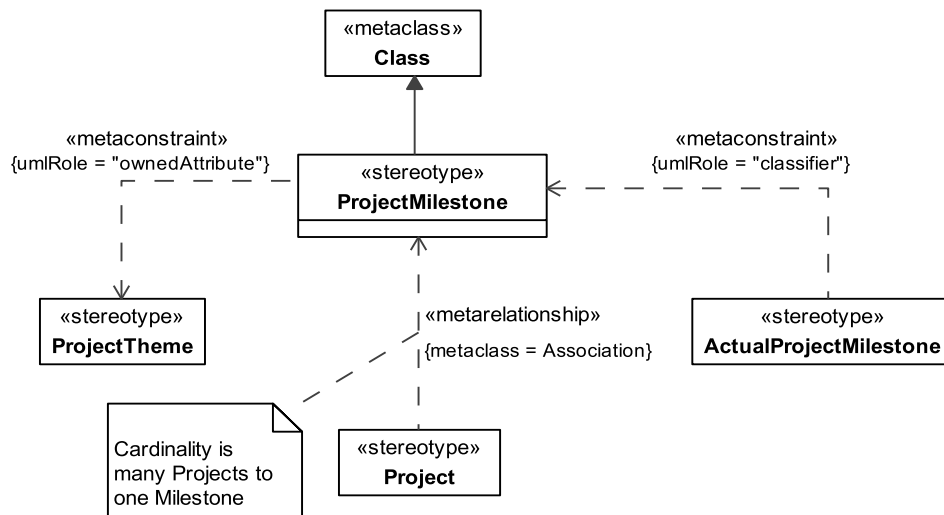 «metaclass»
Class
«metaconstraint»
{umlRole = "ownedAttribute"}
«metaconstraint»
{umlRole = "classifier"}
«stereotype»
ProjectMilestone
«stereotype»
ProjectTheme
«metarelationship»
{metaclass = Association}
«stereotype»
ActualProjectMilestone
Cardinality is
many Projects to
one Milestone
«stereotype»
Project